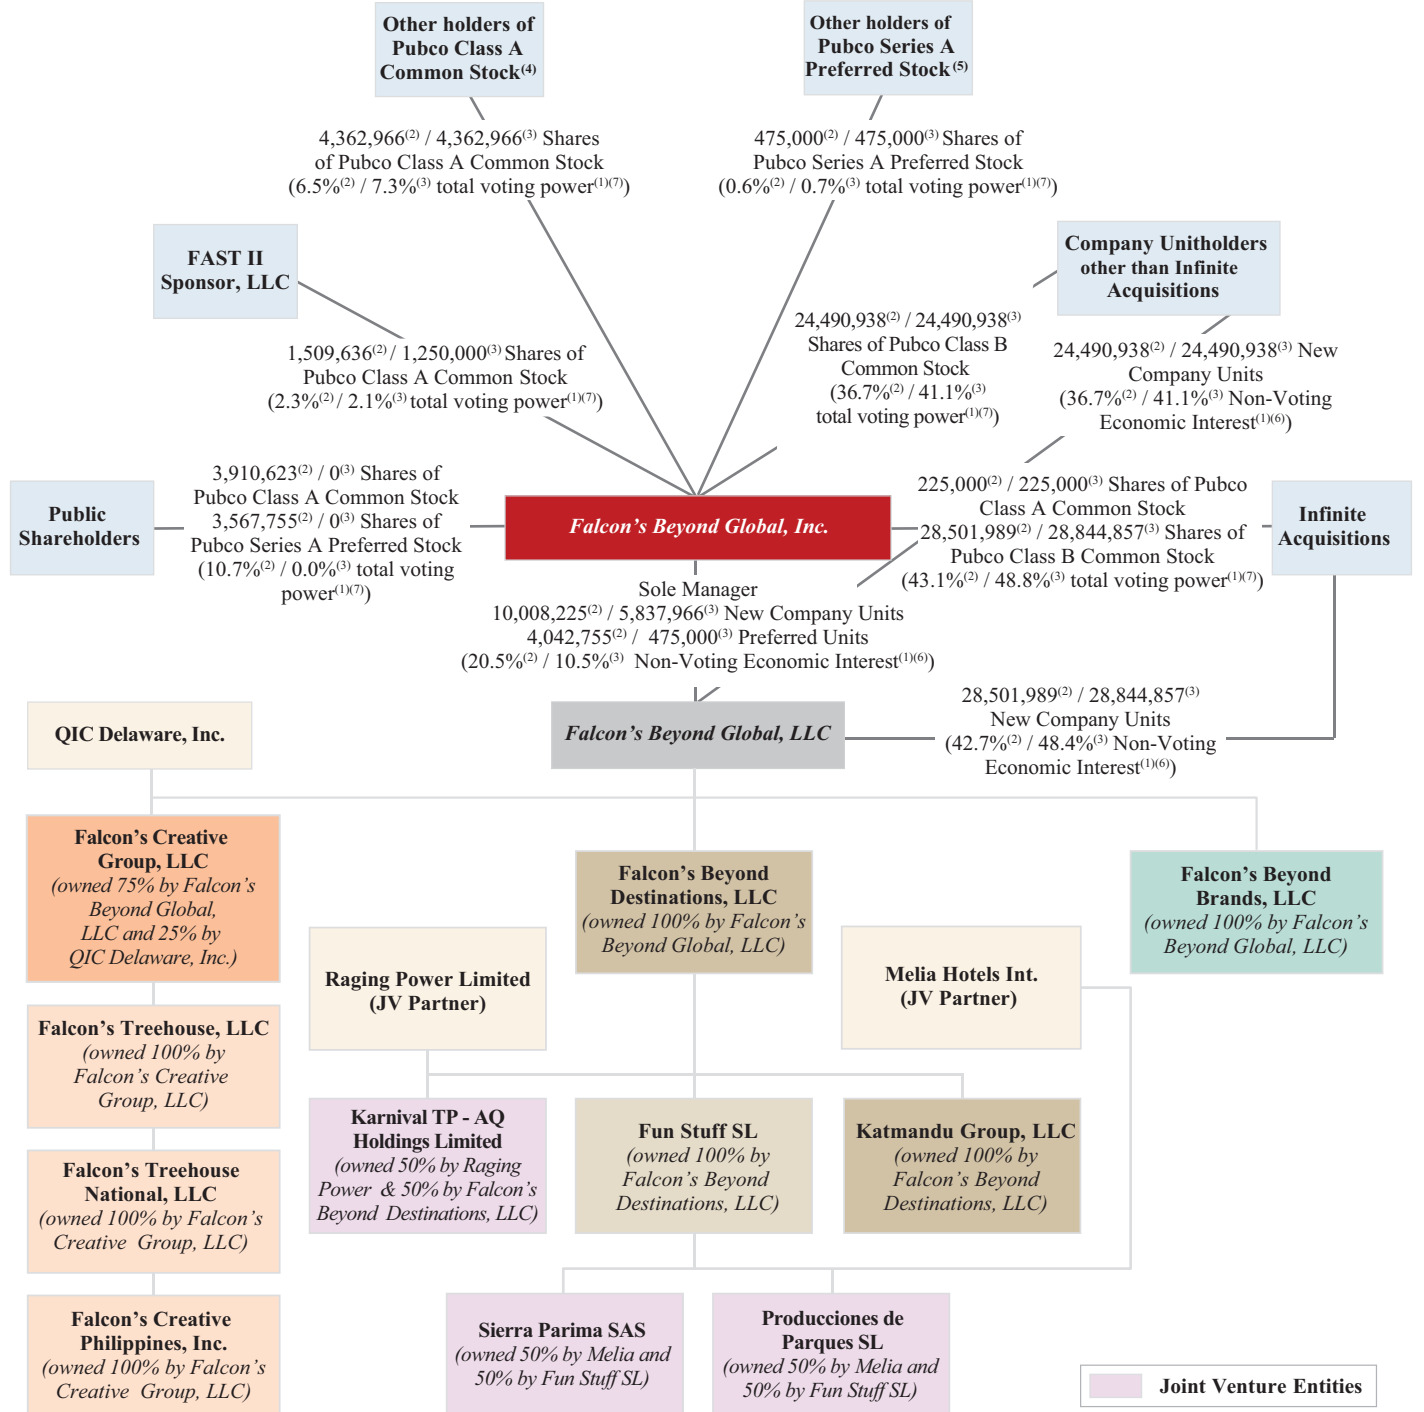 Other holders of
Pubco Class A
Common Stock(4)
Other holders of
Pubco Series A
Preferred Stock(5)
4,362,966(2) / 4,362,966(3) Shares
of Pubco Class A Common Stock
(6.5%(2) / 7.3%(3) total voting power(1)(7))
475,000(2) / 475,000(3) Shares of
Pubco Series A Preferred Stock
(0.6%(2) / 0.7%(3) total voting power(1)(7))
FAST II
Sponsor, LLC
Company Unitholders
other than Infinite
Acquisitions
1,509,636(2) / 1,250,000(3) Shares of
Pubco Class A Common Stock
(2.3%(2) / 2.1%(3) total voting power(1)(7))
24,490,938(2) / 24,490,938(3)
Shares of Pubco Class B
Common Stock
(36.7%(2) / 41.1%(3)
total voting power(1)(7))
24,490,938(2) / 24,490,938(3) New
Company Units
(36.7%(2) / 41.1%(3) Non-Voting
Economic Interest(1)(6))
Public
Shareholders
3,910,623(2) / 0(3) Shares of
Pubco Class A Common Stock
3,567,755(2) / 0(3) Shares of
Pubco Series A Preferred Stock
(10.7%(2) / 0.0%(3) total voting
power(1)(7))
Falcon's Beyond Global, Inc.
225,000(2) / 225,000(3) Shares of Pubco
Class A Common Stock
28,501,989(2) / 28,844,857(3) Shares of
Pubco Class B Common Stock
(43.1%(2) / 48.8%(3) total voting power(1)(7))
Infinite
Acquisitions
Sole Manager
10,008,225(2) / 5,837,966(3) New Company Units
4,042,755(2) / 475,000(3) Preferred Units
(20.5%(2) / 10.5%(3) Non-Voting Economic Interest(1)(6))
QIC Delaware, Inc.
Falcon's Beyond Global, LLC
28,501,989(2) / 28,844,857(3)
New Company Units
(42.7%(2) / 48.4%(3) Non-Voting
Economic Interest(1)(6))
Falcon's Creative
Group, LLC
(owned 75% by Falcon's
Beyond Global,
LLC and 25% by
QIC Delaware, Inc.)
Falcon's Beyond
Destinations, LLC
(owned 100% by Falcon's
Beyond Global, LLC)
Falcon's Beyond
Brands, LLC
(owned 100% by Falcon's
Beyond Global, LLC)
Raging Power Limited
(JV Partner)
Melia Hotels Int.
(JV Partner)
Falcon's Treehouse, LLC
(owned 100% by
Falcon's Creative
Group, LLC)
Karnival TP - AQ
Holdings Limited
(owned 50% by Raging
Power & 50% by Falcon's
Beyond Destinations, LLC)
Fun Stuff SL
(owned 100% by
Falcon's Beyond
Destinations, LLC)
Katmandu Group, LLC
(owned 100% by
Falcon's Beyond
Destinations, LLC)
Falcon's Treehouse
National, LLC
(owned 100% by Falcon's
Creative Group, LLC)
Falcon's Creative
Philippines, Inc.
(owned 100% by Falcon's
Creative Group, LLC)
Sierra Parima SAS
(owned 50% by Melia and
50% by Fun Stuff SL)
Producciones de
Parques SL
(owned 50% by Melia and
50% by Fun Stuff SL)
Joint Venture Entities